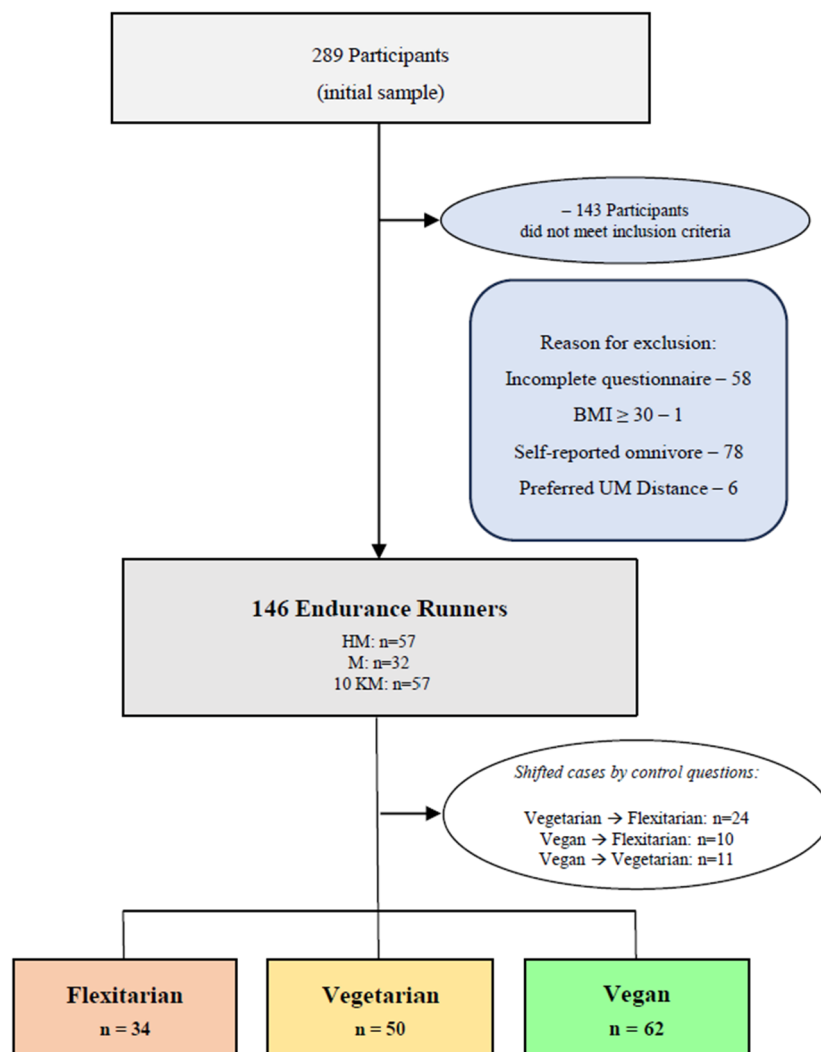 289 Participants
(initial sample)
– 143 Participants
did not meet inclusion criteria
Reason for exclusion:
Incomplete questionnaire – 58
BMI ≥ 30 – 1
Self-reported omnivore – 78
Preferred UM Distance – 6
146 Endurance Runners
HM: n=57
M: n=32
10 KM: n=57
Shifted cases by control questions:
Vegetarian → Flexitarian: n=24
Vegan → Flexitarian: n=10
Vegan → Vegetarian: n=11
Flexitarian
n = 34
Vegetarian
n = 50
Vegan
n = 62